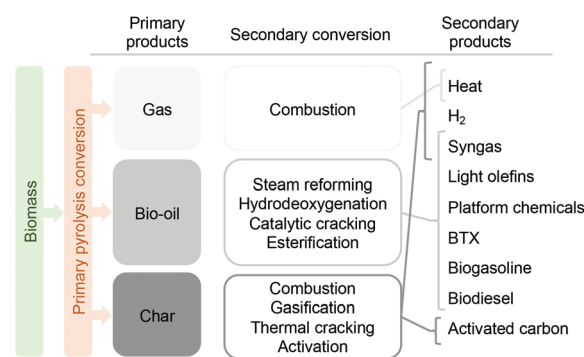 Primary
products
Secondary conversion
Secondary
products
Biomass
Primary pyrolysis conversion
Gas
Combustion
Bio-oil
Steam reforming
Hydrodeoxygenation
Catalytic cracking
Esterification
Char
Combustion
Gasification
Thermal cracking
Activation
Heat
H₂
Syngas
Light olefins
Platform chemicals
BTX
Biogasoline
Biodiesel
Activated carbon